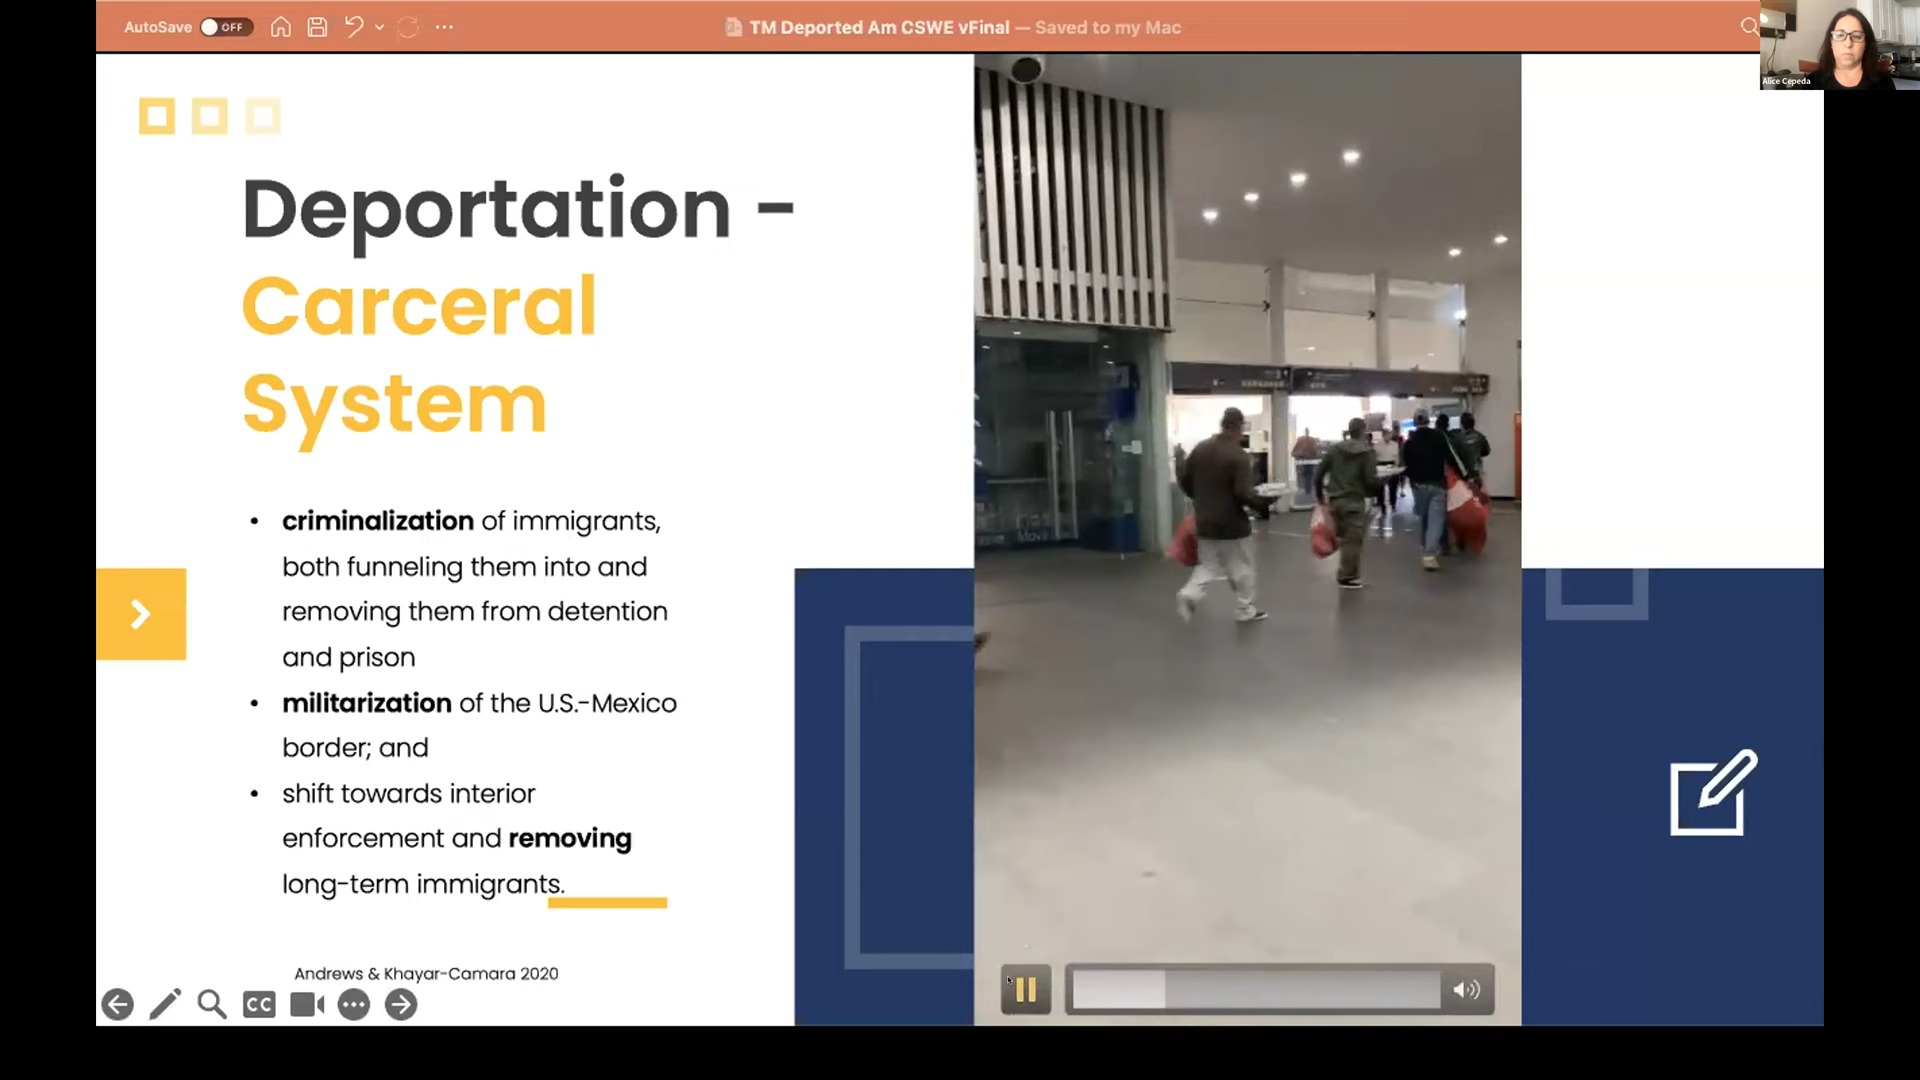 AutoSave OFF
TM Deported Am CSWE vFinal — Saved to my Mac
Alice Cepeda
Deportation -
Carceral
System
• criminalization of immigrants,
both funneling them into and
removing them from detention
and prison
• militarization of the U.S.-Mexico
border; and
• shift towards interior
enforcement and removing
long-term immigrants.
Andrews & Khayar-Camara 2020
CC